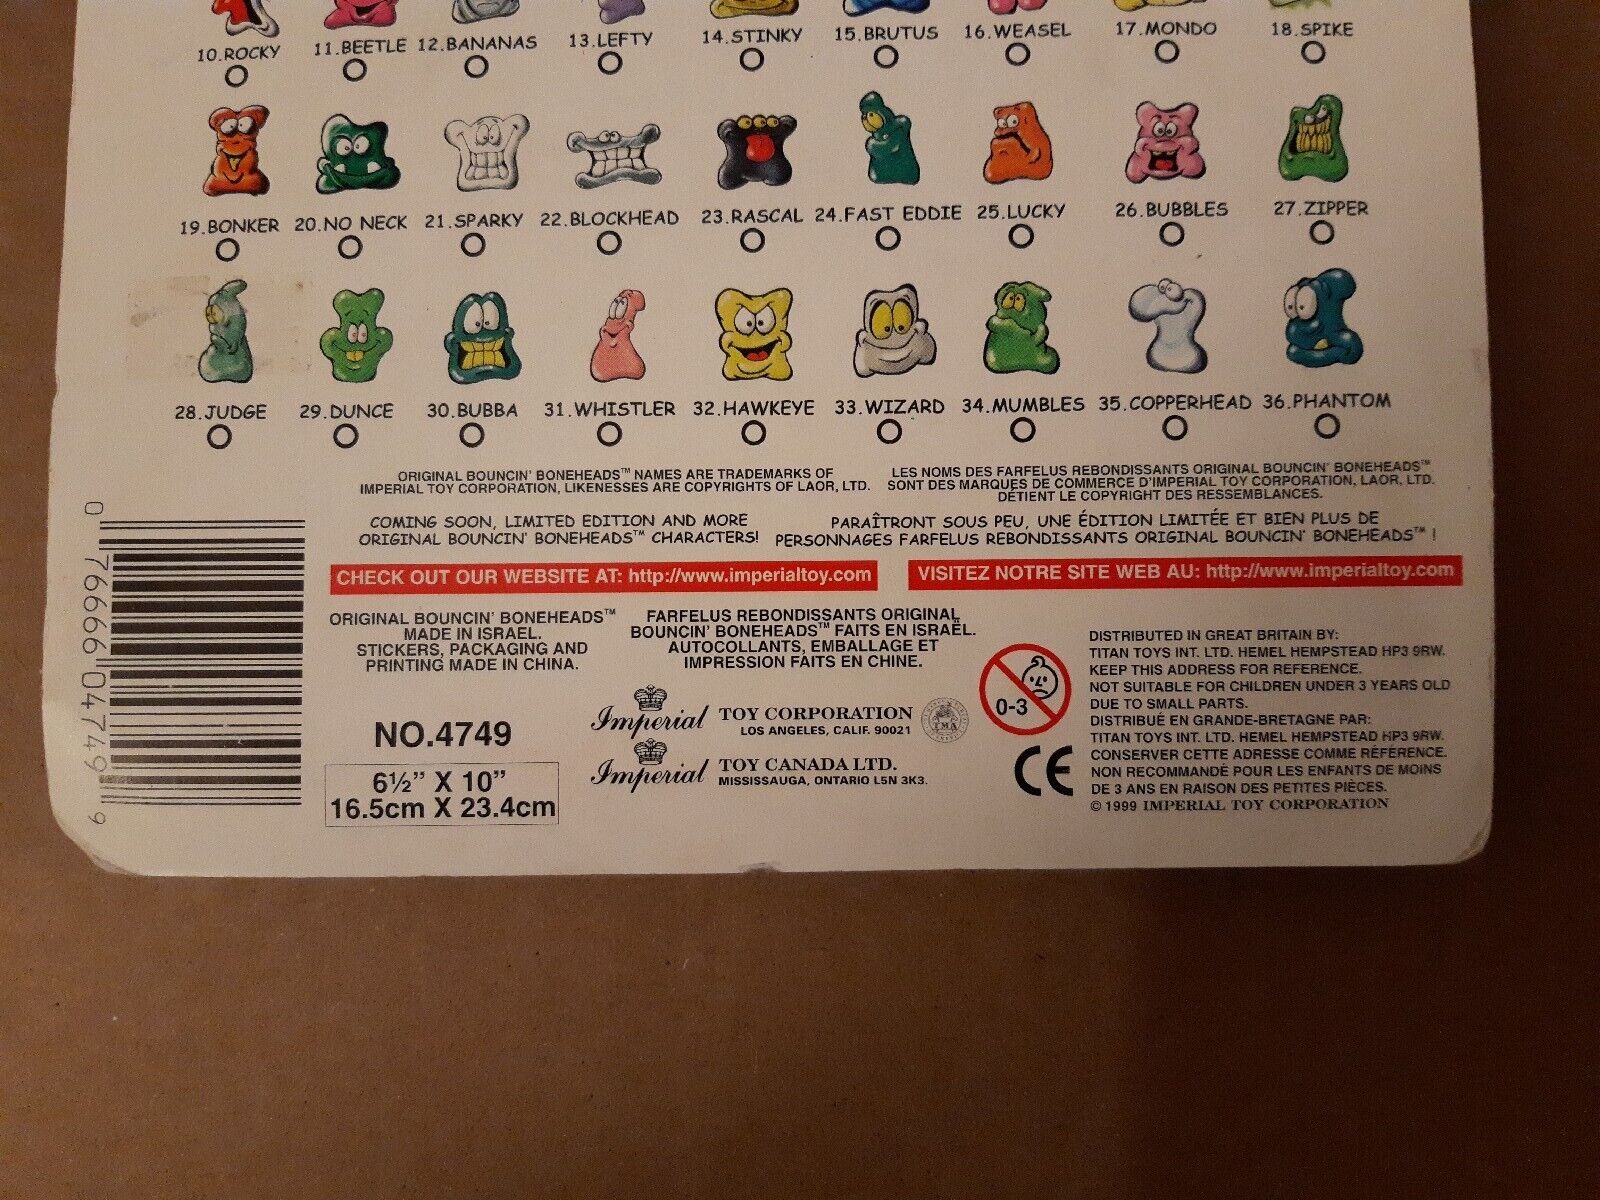 10.ROCKY 11.BEETLE 12.BANANAS 13.LEFTY 14.STINKY 15.BRUTUS 16.WEASEL 17.MONDO 18.SPIKE
19.BONKER 20.NO NECK 21.SPARKY 22.BLOCKHEAD 23.RASCAL 24.FAST EDDIE 25.LUCKY 26.BUBBLES 27.ZIPPER
28.JUDGE 29.DUNCE 30.BUBBA 31.WHISTLER 32.HAWKEYE 33.WIZARD 34.MUMBLES 35.COPPERHEAD 36.PHANTOM
ORIGINAL BOUNCIN' BONEHEADS™ NAMES ARE TRADEMARKS OF
IMPERIAL TOY CORPORATION, LIKENESSES ARE COPYRIGHTS OF LAOR, LTD.
LES NOMS DES FARFELUS REBONDISSANTS ORIGINAL BOUNCIN' BONEHEADS™
SONT DES MARQUES DE COMMERCE D'IMPERIAL TOY CORPORATION, LAOR, LTD.
DÉTIENT LE COPYRIGHT DES RESSEMBLANCES.
COMING SOON, LIMITED EDITION AND MORE
ORIGINAL BOUNCIN' BONEHEADS™ CHARACTERS!
PARAÎTRONT SOUS PEU, UNE ÉDITION LIMITÉE ET BIEN PLUS DE
PERSONNAGES FARFELUS REBONDISSANTS ORIGINAL BOUNCIN' BONEHEADS™ !
CHECK OUT OUR WEBSITE AT: http://www.imperialtoy.com
VISITEZ NOTRE SITE WEB AU: http://www.imperialtoy.com
0 76666 04749 9
ORIGINAL BOUNCIN' BONEHEADS™
MADE IN ISRAEL.
STICKERS, PACKAGING AND
PRINTING MADE IN CHINA.
FARFELUS REBONDISSANTS ORIGINAL
BOUNCIN' BONEHEADS™ FAITS EN ISRAËL.
AUTOCOLLANTS, EMBALLAGE ET
IMPRESSION FAITS EN CHINE.
NO.4749
6½" X 10"
16.5cm X 23.4cm
Imperial TOY CORPORATION
LOS ANGELES, CALIF. 90021
TMA
Imperial TOY CANADA LTD.
MISSISSAUGA, ONTARIO L5N 3K3.
0-3
CE
DISTRIBUTED IN GREAT BRITAIN BY:
TITAN TOYS INT. LTD. HEMEL HEMPSTEAD HP3 9RW.
KEEP THIS ADDRESS FOR REFERENCE.
NOT SUITABLE FOR CHILDREN UNDER 3 YEARS OLD
DUE TO SMALL PARTS.
DISTRIBUÉ EN GRANDE-BRETAGNE PAR:
TITAN TOYS INT. LTD. HEMEL HEMPSTEAD HP3 9RW.
CONSERVER CETTE ADRESSE COMME RÉFÉRENCE.
NON RECOMMANDÉ POUR LES ENFANTS DE MOINS
DE 3 ANS EN RAISON DES PETITES PIÈCES.
© 1999 IMPERIAL TOY CORPORATION